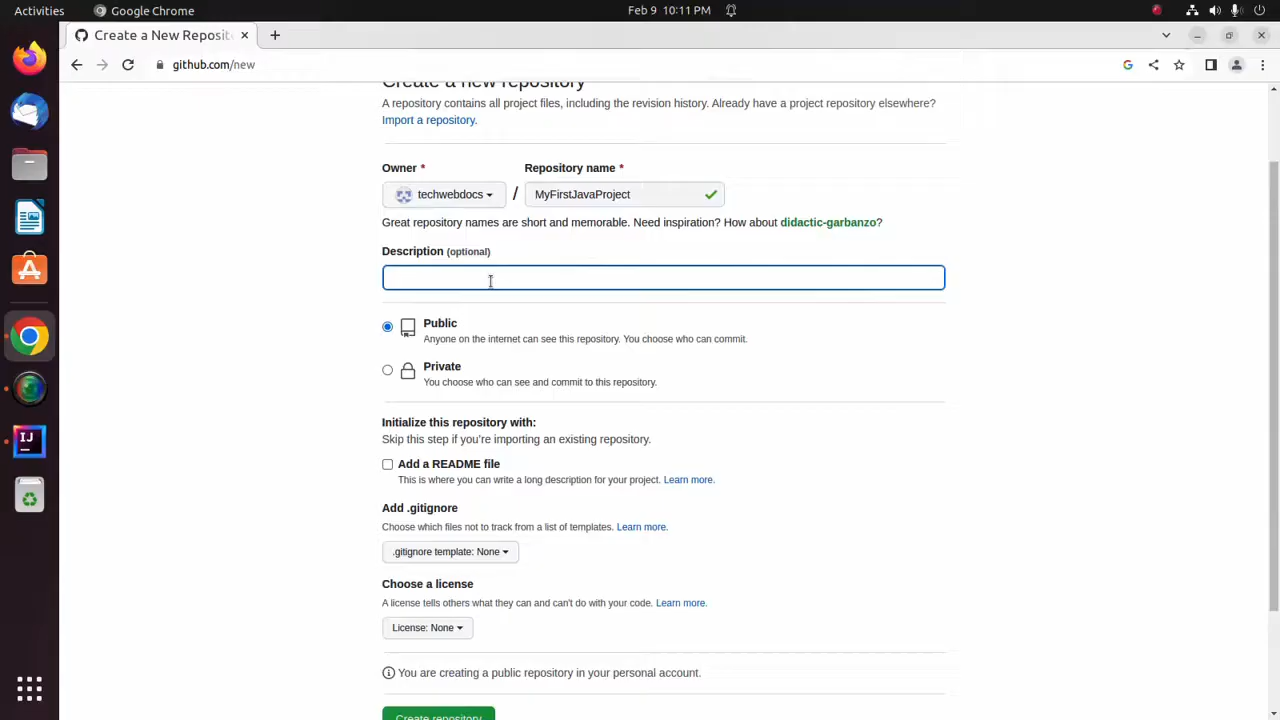 Activities
Google Chrome
Feb 9 10:11 PM
Create a New Reposit
github.com/new
Create a new repository
A repository contains all project files, including the revision history. Already have a project repository elsewhere?
Import a repository.
Owner *
Repository name *
techwebdocs
/
MyFirstJavaProject
Great repository names are short and memorable. Need inspiration? How about didactic-garbanzo?
Description (optional)
Public
Anyone on the internet can see this repository. You choose who can commit.
Private
You choose who can see and commit to this repository.
Initialize this repository with:
Skip this step if you're importing an existing repository.
Add a README file
This is where you can write a long description for your project. Learn more.
Add .gitignore
Choose which files not to track from a list of templates. Learn more.
.gitignore template: None
Choose a license
A license tells others what they can and can't do with your code. Learn more.
License: None
You are creating a public repository in your personal account.
Create repository
IJ